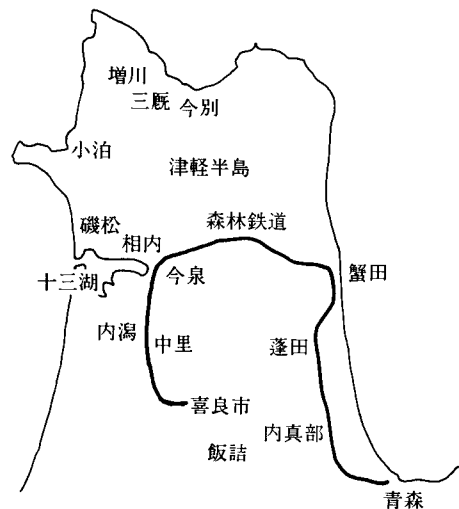 増川
三厩
今別
小泊
津軽半島
森林鉄道
磯松
相内
十三湖
今泉
蟹田
内潟
中里
蓬田
喜良市
内真部
飯詰
青森